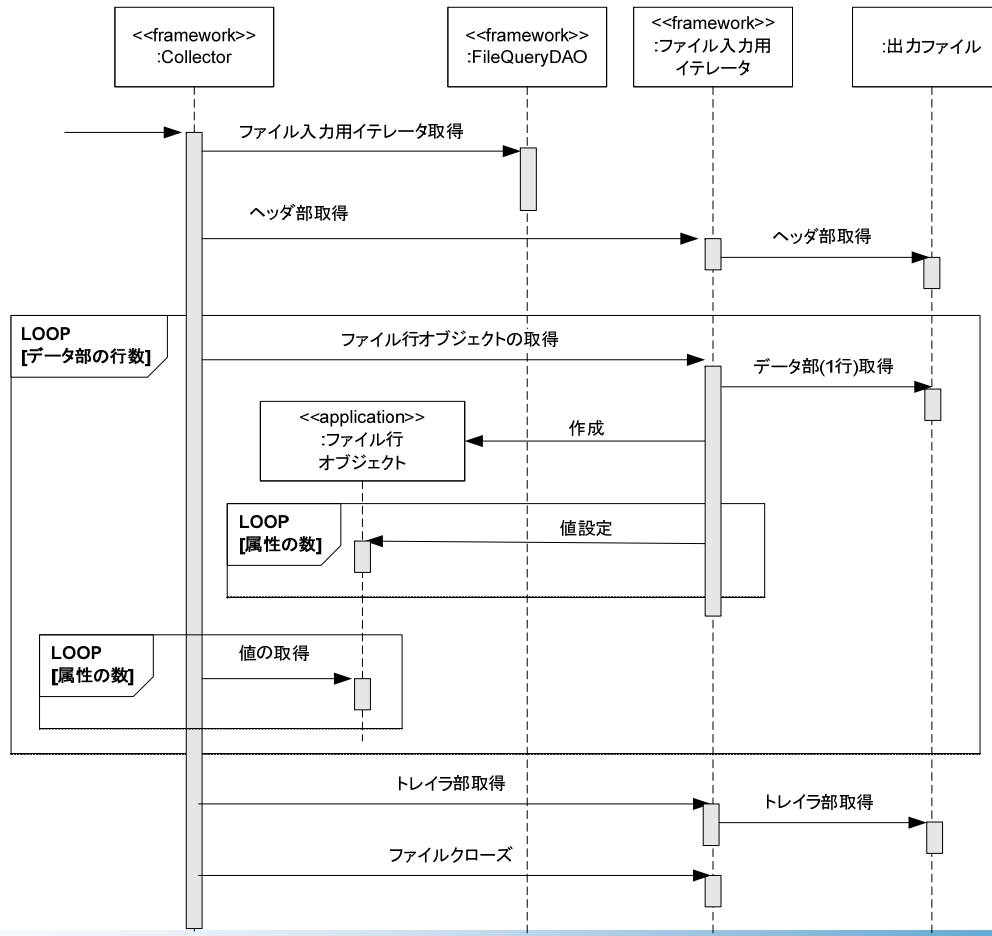 <<framework>>
:Collector
<<framework>>
:FileQueryDAO
<<framework>>
:ファイル入力用
イテレータ
:出力ファイル
ファイル入力用イテレータ取得
ヘッダ部取得
ヘッダ部取得
LOOP
[データ部の行数]
ファイル行オブジェクトの取得
データ部(1行)取得
<<application>>
:ファイル行
オブジェクト
作成
LOOP
[属性の数]
値設定
LOOP
[属性の数]
値の取得
トレイラ部取得
トレイラ部取得
ファイルクローズ